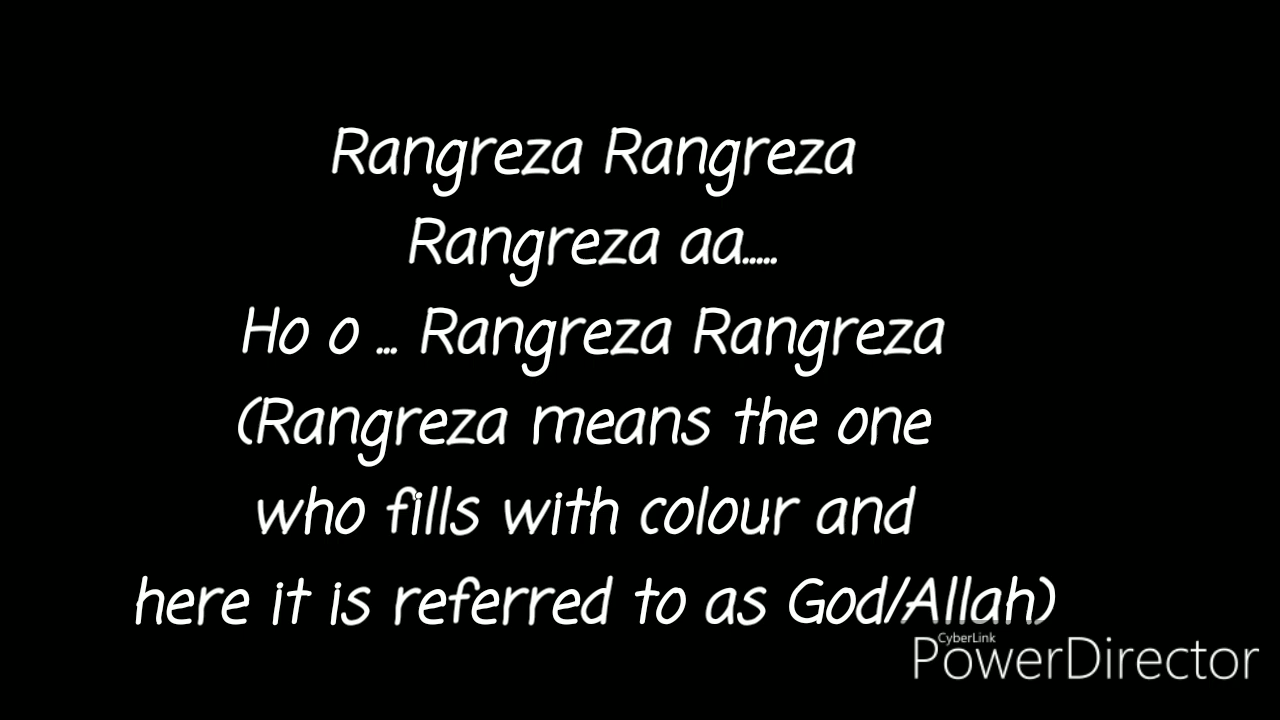 Rangreza Rangreza
Rangreza aa.....
Ho o ... Rangreza Rangreza
(Rangreza means the one
who fills with colour and
here it is referred to as God/Allah)
CyberLink
PowerDirector